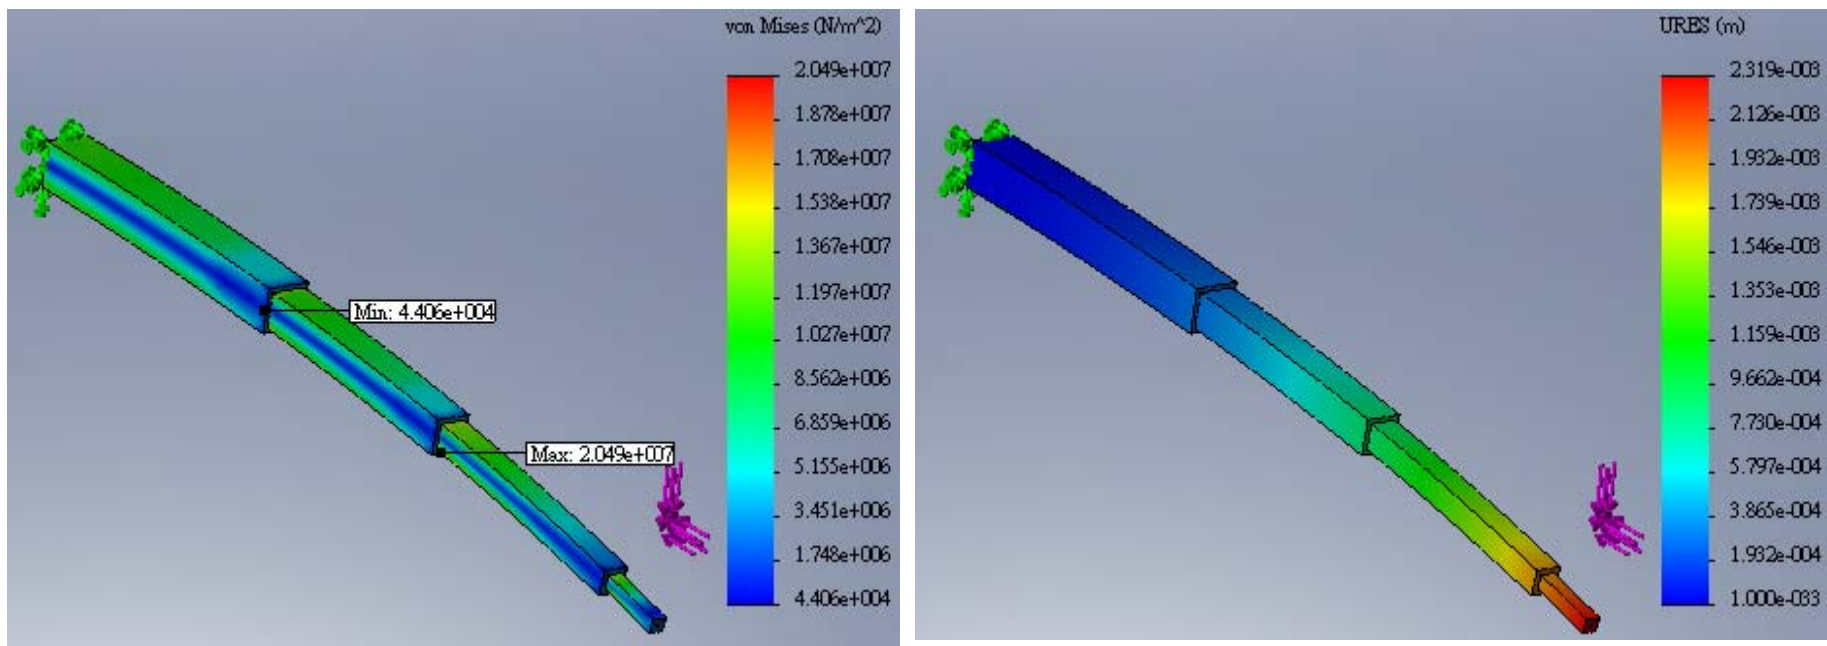 von Mises (N/m^2)
2.049e+007
1.878e+007
1.708e+007
1.538e+007
1.367e+007
1.197e+007
1.027e+007
8.562e+006
6.859e+006
5.155e+006
3.451e+006
1.748e+006
4.406e+004
Min: 4.406e+004
Max: 2.049e+007
URES (m)
2.319e-003
2.126e-003
1.932e-003
1.739e-003
1.546e-003
1.353e-003
1.159e-003
9.662e-004
7.730e-004
5.797e-004
3.865e-004
1.932e-004
1.000e-033